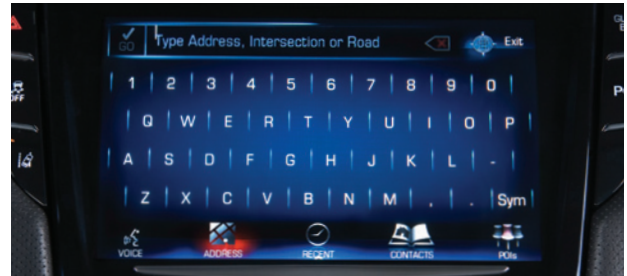 GO Type Address, Intersection or Road Exit
1 2 3 4 5 6 7 8 9 0
OFF Q W E R T Y U I O P
A S D F G H J K L -
Z X C V B N M , . Sym
VOICE ADDRESS RECENT CONTACTS POIs